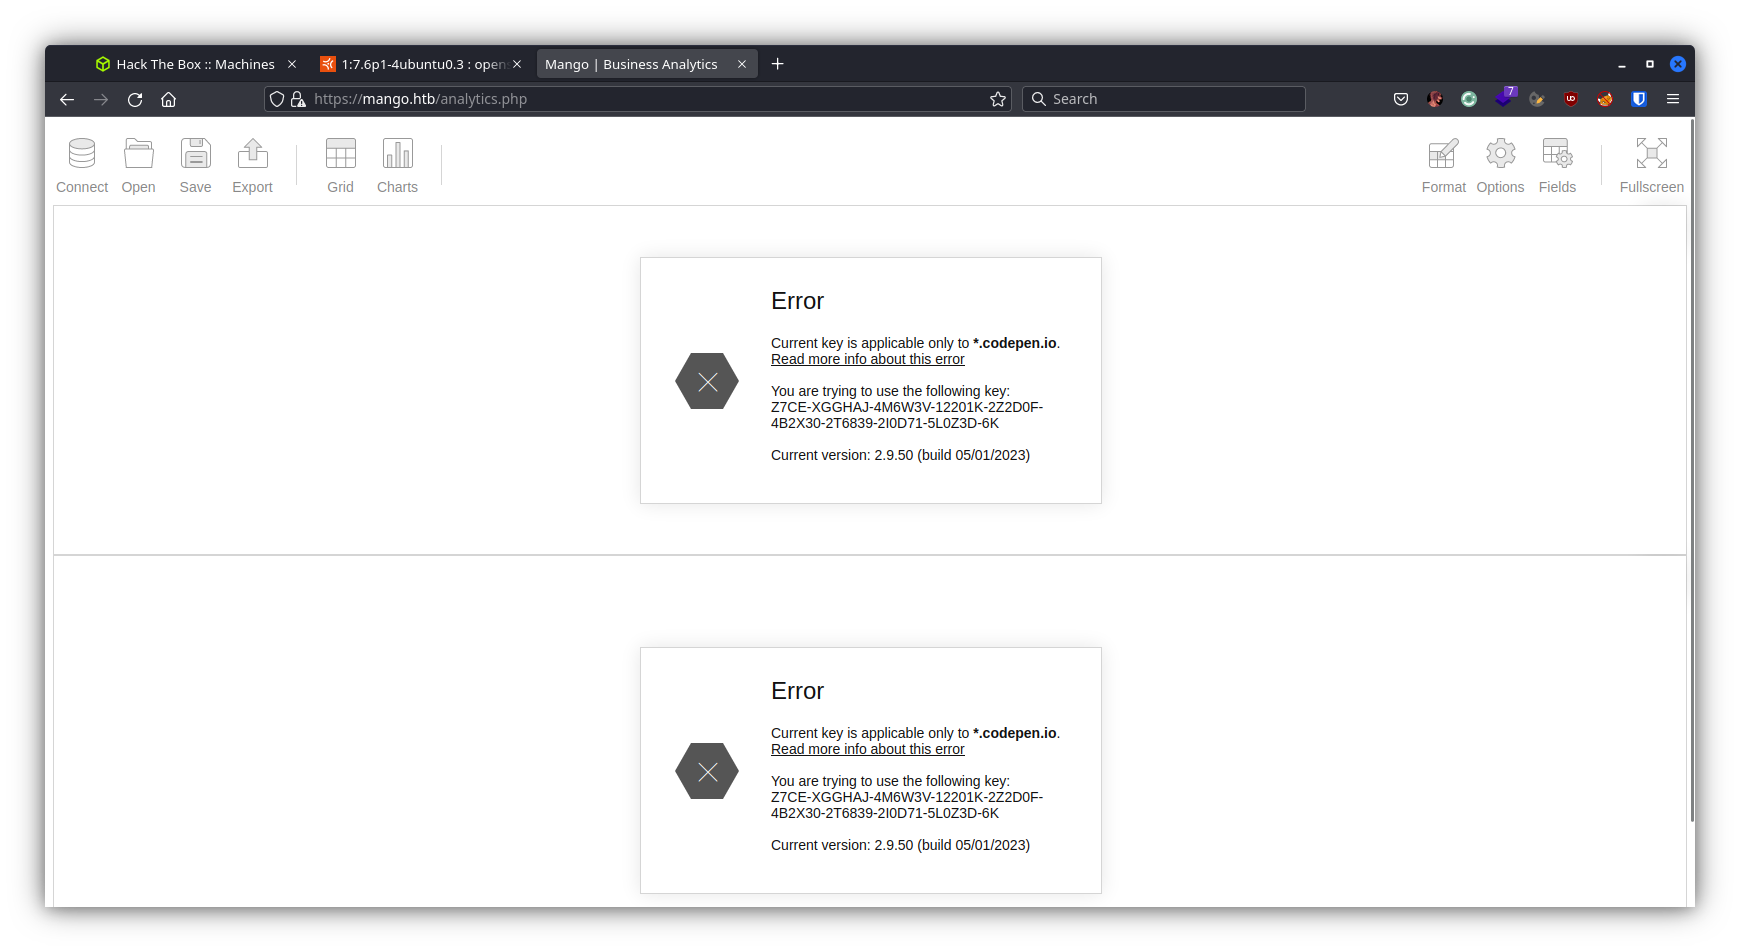 Hack The Box :: Machines
1:7.6p1-4ubuntu0.3 : open
Mango | Business Analytics
https://mango.htb/analytics.php
Search
7
Connect Open Save Export Grid Charts Format Options Fields Fullscreen
Error
Current key is applicable only to *.codepen.io.
Read more info about this error
You are trying to use the following key:
Z7CE-XGGHAJ-4M6W3V-12201K-2Z2D0F-
4B2X30-2T6839-2I0D71-5L0Z3D-6K
Current version: 2.9.50 (build 05/01/2023)
Error
Current key is applicable only to *.codepen.io.
Read more info about this error
You are trying to use the following key:
Z7CE-XGGHAJ-4M6W3V-12201K-2Z2D0F-
4B2X30-2T6839-2I0D71-5L0Z3D-6K
Current version: 2.9.50 (build 05/01/2023)